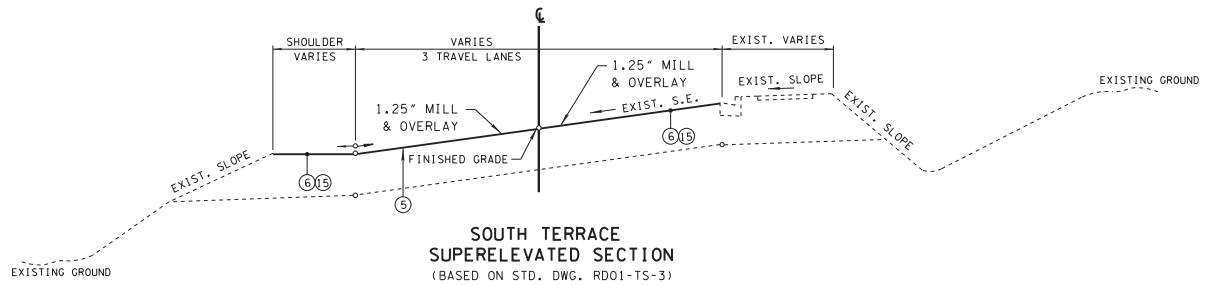 ℄
SHOULDER
VARIES
VARIES
3 TRAVEL LANES
EXIST. VARIES
1.25" MILL
& OVERLAY
EXIST. SLOPE
EXISTING GROUND
1.25" MILL
& OVERLAY
EXIST. S.E.
EXIST. SLOPE
6 15
FINISHED GRADE
EXIST. SLOPE
6 15
5
SOUTH TERRACE
SUPERELEVATED SECTION
(BASED ON STD. DWG. RD01-TS-3)
EXISTING GROUND